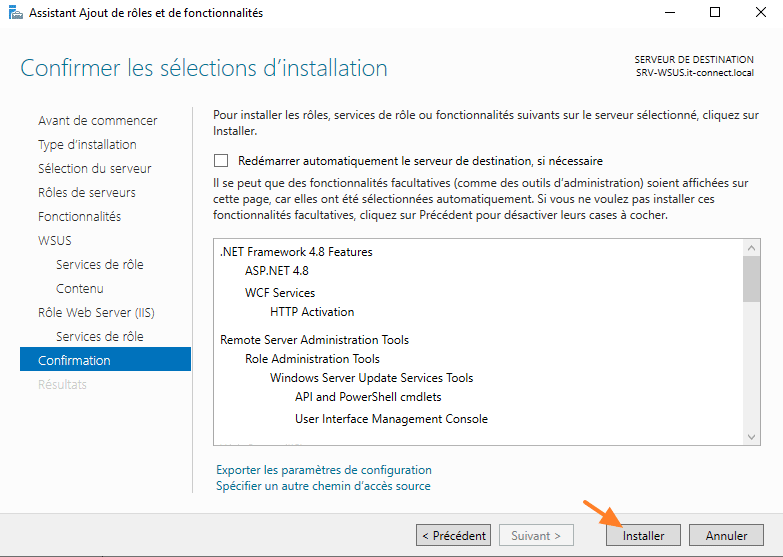 Assistant Ajout de rôles et de fonctionnalités
Confirmer les sélections d'installation
SERVEUR DE DESTINATION
SRV-WSUS.it-connect.local
Avant de commencer
Type d'installation
Sélection du serveur
Rôles de serveurs
Fonctionnalités
WSUS
Services de rôle
Contenu
Rôle Web Server (IIS)
Services de rôle
Confirmation
Résultats
Pour installer les rôles, services de rôle ou fonctionnalités suivants sur le serveur sélectionné, cliquez sur
Installer.
Redémarrer automatiquement le serveur de destination, si nécessaire
Il se peut que des fonctionnalités facultatives (comme des outils d'administration) soient affichées sur
cette page, car elles ont été sélectionnées automatiquement. Si vous ne voulez pas installer ces
fonctionnalités facultatives, cliquez sur Précédent pour désactiver leurs cases à cocher.
.NET Framework 4.8 Features
ASP.NET 4.8
WCF Services
HTTP Activation
Remote Server Administration Tools
Role Administration Tools
Windows Server Update Services Tools
API and PowerShell cmdlets
User Interface Management Console
Exporter les paramètres de configuration
Spécifier un autre chemin d'accès source
< Précédent
Suivant >
Installer
Annuler